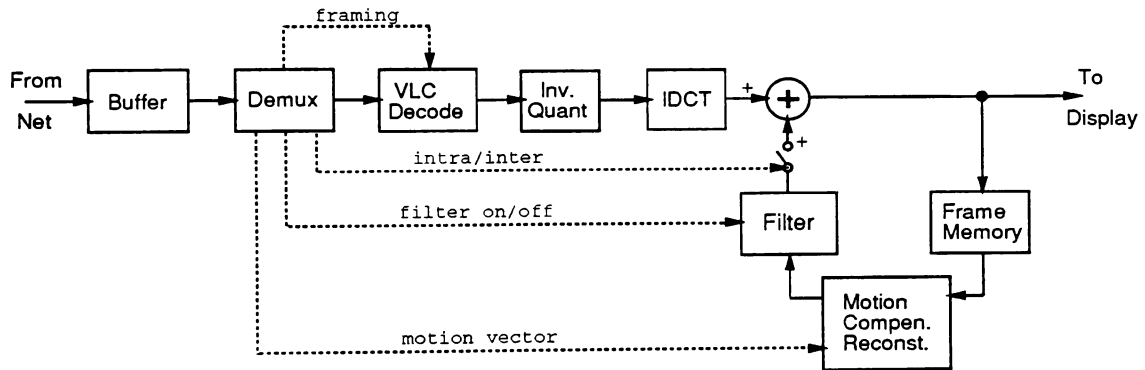 framing
From
Net
Buffer
Demux
VLC
Decode
Inv.
Quant
IDCT
+
+
To
Display
+
intra/inter
filter on/off
Filter
Frame
Memory
motion vector
Motion
Compen.
Reconst.